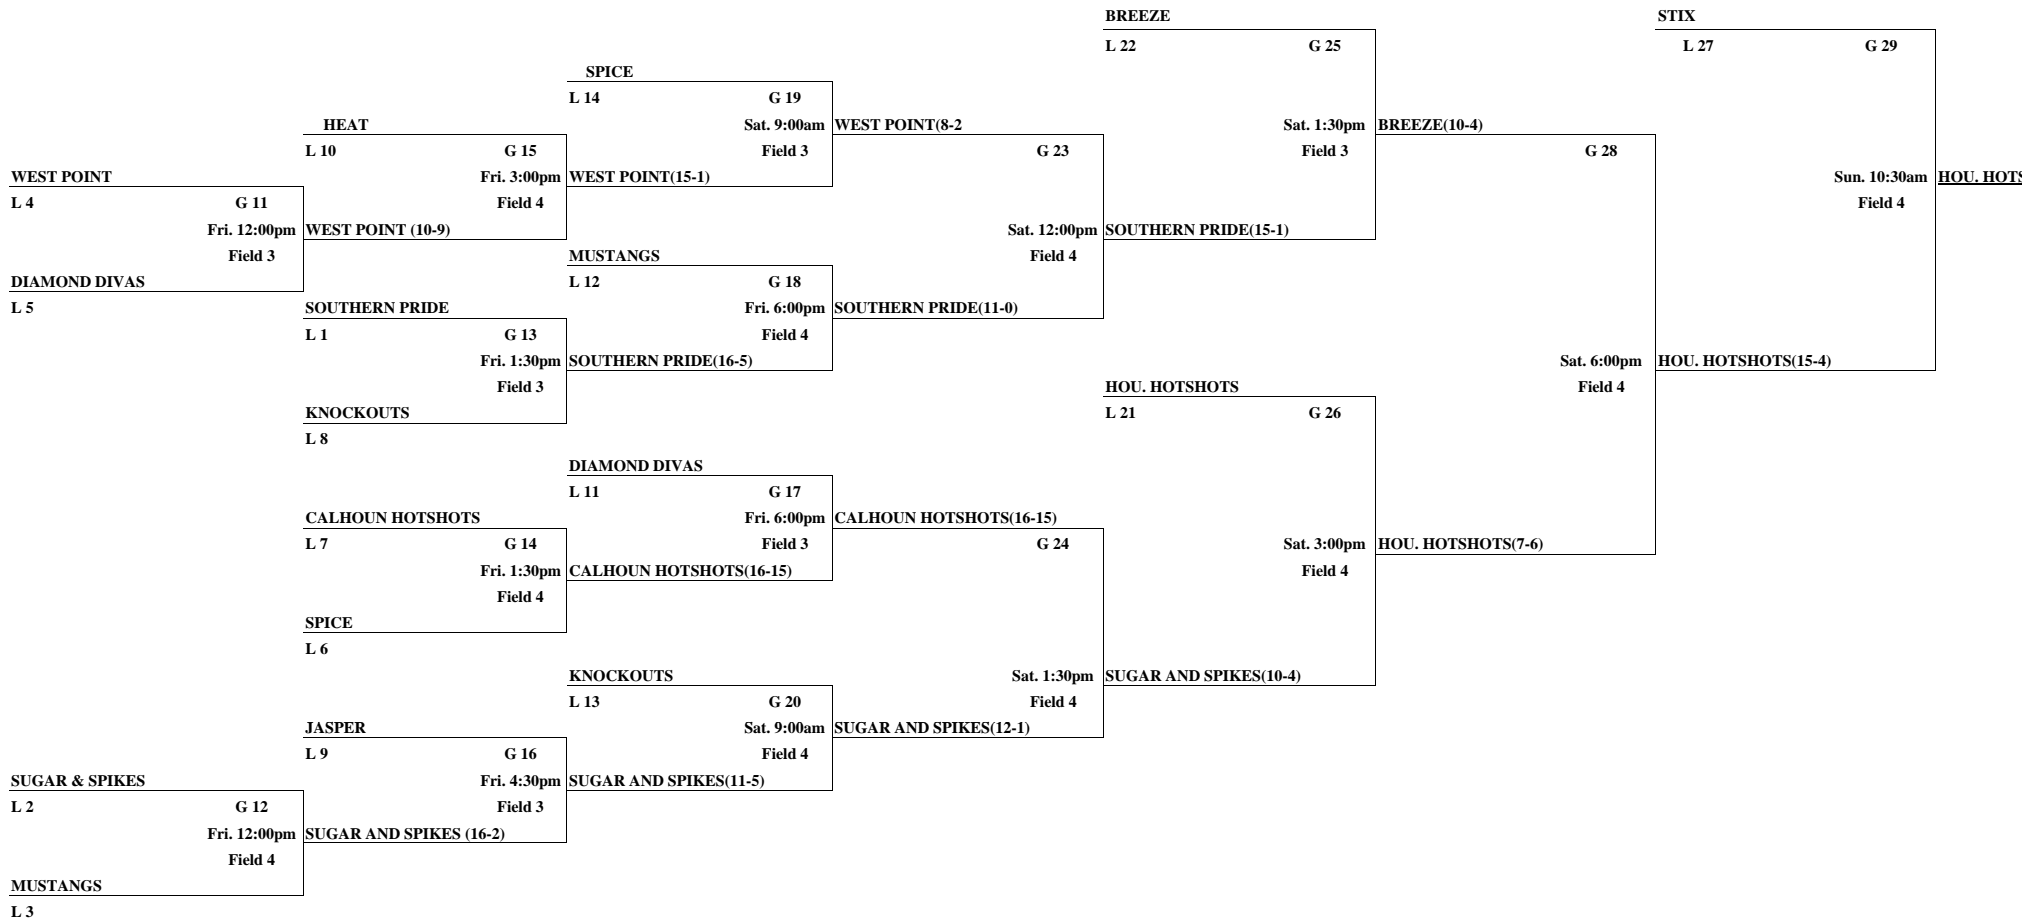 BREEZE
STIX
L 22 G 25
L 27 G 29
SPICE
L 14 G 19
HEAT
Sat. 9:00am WEST POINT(8-2
Sat. 1:30pm BREEZE(10-4)
L 10 G 15
Field 3
G 23
Field 3
G 28
WEST POINT
Fri. 3:00pm WEST POINT(15-1)
Sun. 10:30am HOU. HOTS
L 4 G 11
Field 4
Field 4
Fri. 12:00pm WEST POINT (10-9)
Sat. 12:00pm SOUTHERN PRIDE(15-1)
Field 3
MUSTANGS
Field 4
DIAMOND DIVAS
L 12 G 18
L 5
SOUTHERN PRIDE
Fri. 6:00pm SOUTHERN PRIDE(11-0)
L 1 G 13
Field 4
Fri. 1:30pm SOUTHERN PRIDE(16-5)
Sat. 6:00pm HOU. HOTSHOTS(15-4)
Field 3
HOU. HOTSHOTS
Field 4
KNOCKOUTS
L 21 G 26
L 8
DIAMOND DIVAS
L 11 G 17
CALHOUN HOTSHOTS
Fri. 6:00pm CALHOUN HOTSHOTS(16-15)
L 7 G 14
Field 3
G 24
Sat. 3:00pm HOU. HOTSHOTS(7-6)
Fri. 1:30pm CALHOUN HOTSHOTS(16-15)
Field 4
Field 4
SPICE
L 6
KNOCKOUTS
Sat. 1:30pm SUGAR AND SPIKES(10-4)
L 13 G 20
Field 4
JASPER
Sat. 9:00am SUGAR AND SPIKES(12-1)
L 9 G 16
Field 4
SUGAR & SPIKES
Fri. 4:30pm SUGAR AND SPIKES(11-5)
L 2 G 12
Field 3
Fri. 12:00pm SUGAR AND SPIKES (16-2)
Field 4
MUSTANGS
L 3